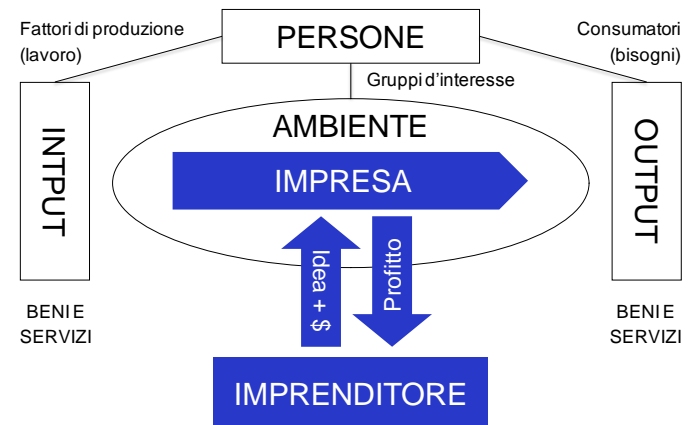 Fattori di produzione
(lavoro)
PERSONE
Consumatori
(bisogni)
Gruppi d'interesse
INTPUT
AMBIENTE
IMPRESA
OUTPUT
Idea + $
Profitto
BENI E
SERVIZI
BENI E
SERVIZI
IMPRENDITORE